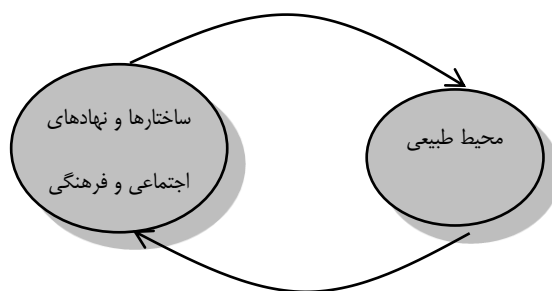 ساختارها و نهادهای
اجتماعی و فرهنگی
محیط طبیعی